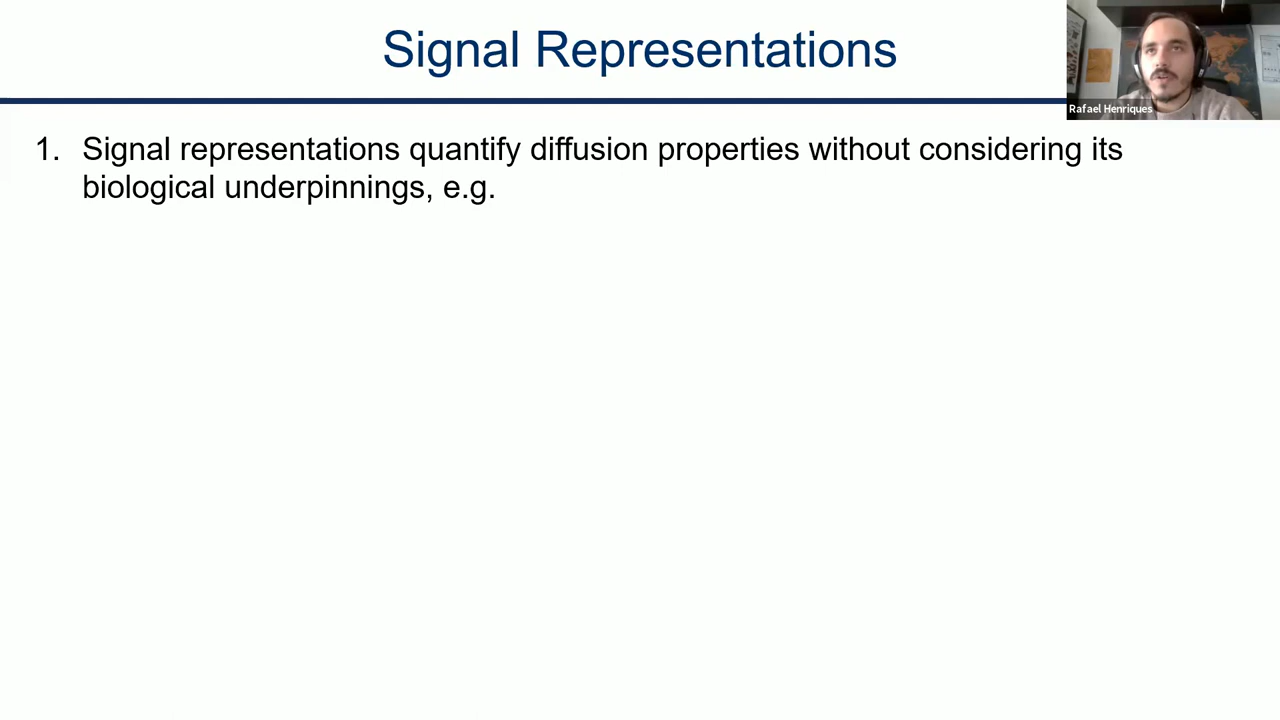 Signal Representations
Rafael Henriques
1. Signal representations quantify diffusion properties without considering its
biological underpinnings, e.g.